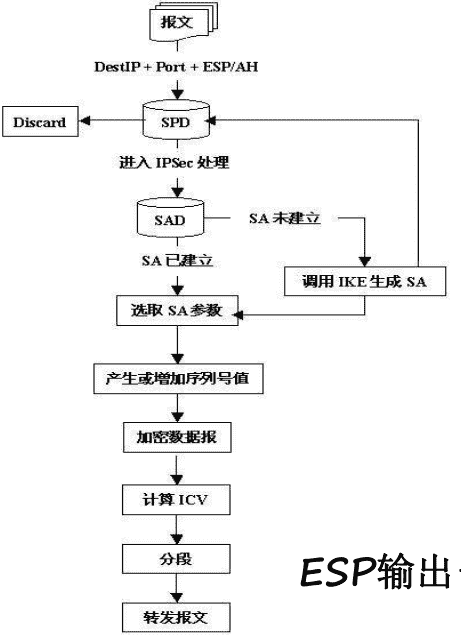 报文
DestIP + Port + ESP/AH
Discard
SPD
进入 IPSec 处理
SAD
SA 未建立
SA 已建立
调用 IKE 生成 SA
选取 SA 参数
产生或增加序列号值
加密数据报
计算 ICV
分段
ESP输出
转发报文